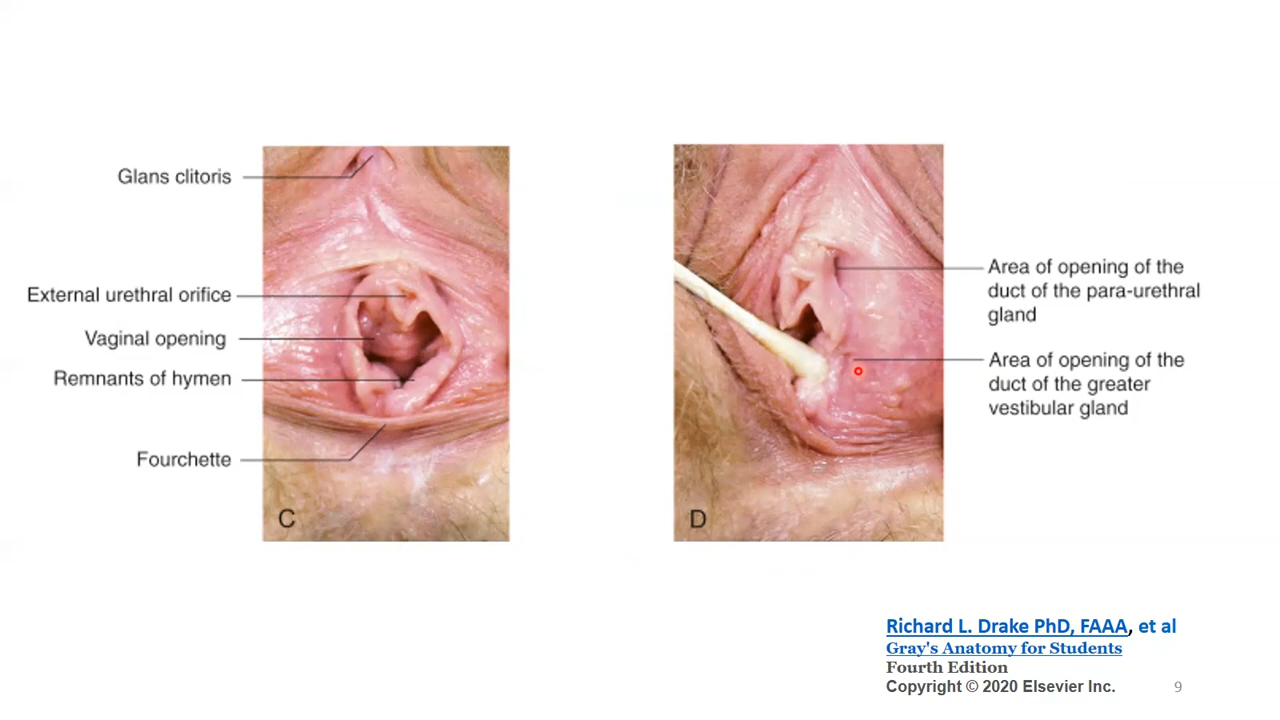 Glans clitoris
External urethral orifice
Vaginal opening
Remnants of hymen
Fourchette
C
Area of opening of the
duct of the para-urethral
gland
Area of opening of the
duct of the greater
vestibular gland
D
Richard L. Drake PhD, FAAA, et al
Gray's Anatomy for Students
Fourth Edition
Copyright © 2020 Elsevier Inc.
9